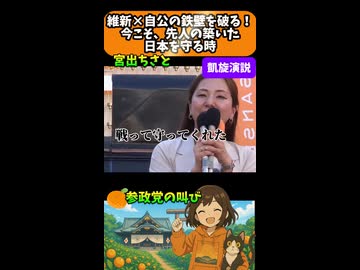 維新×自公の鉄壁を破る！
今こそ、先人の築いた
日本を守る時
宮出ちさと
凱旋演説
SANS
戦って守ってくれた
参政党の叫び